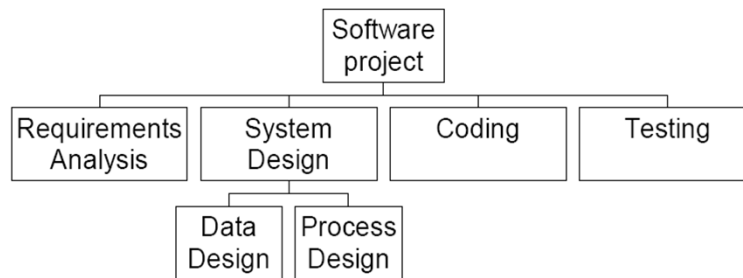 Software
project
Requirements
Analysis
System
Design
Coding
Testing
Data
Design
Process
Design